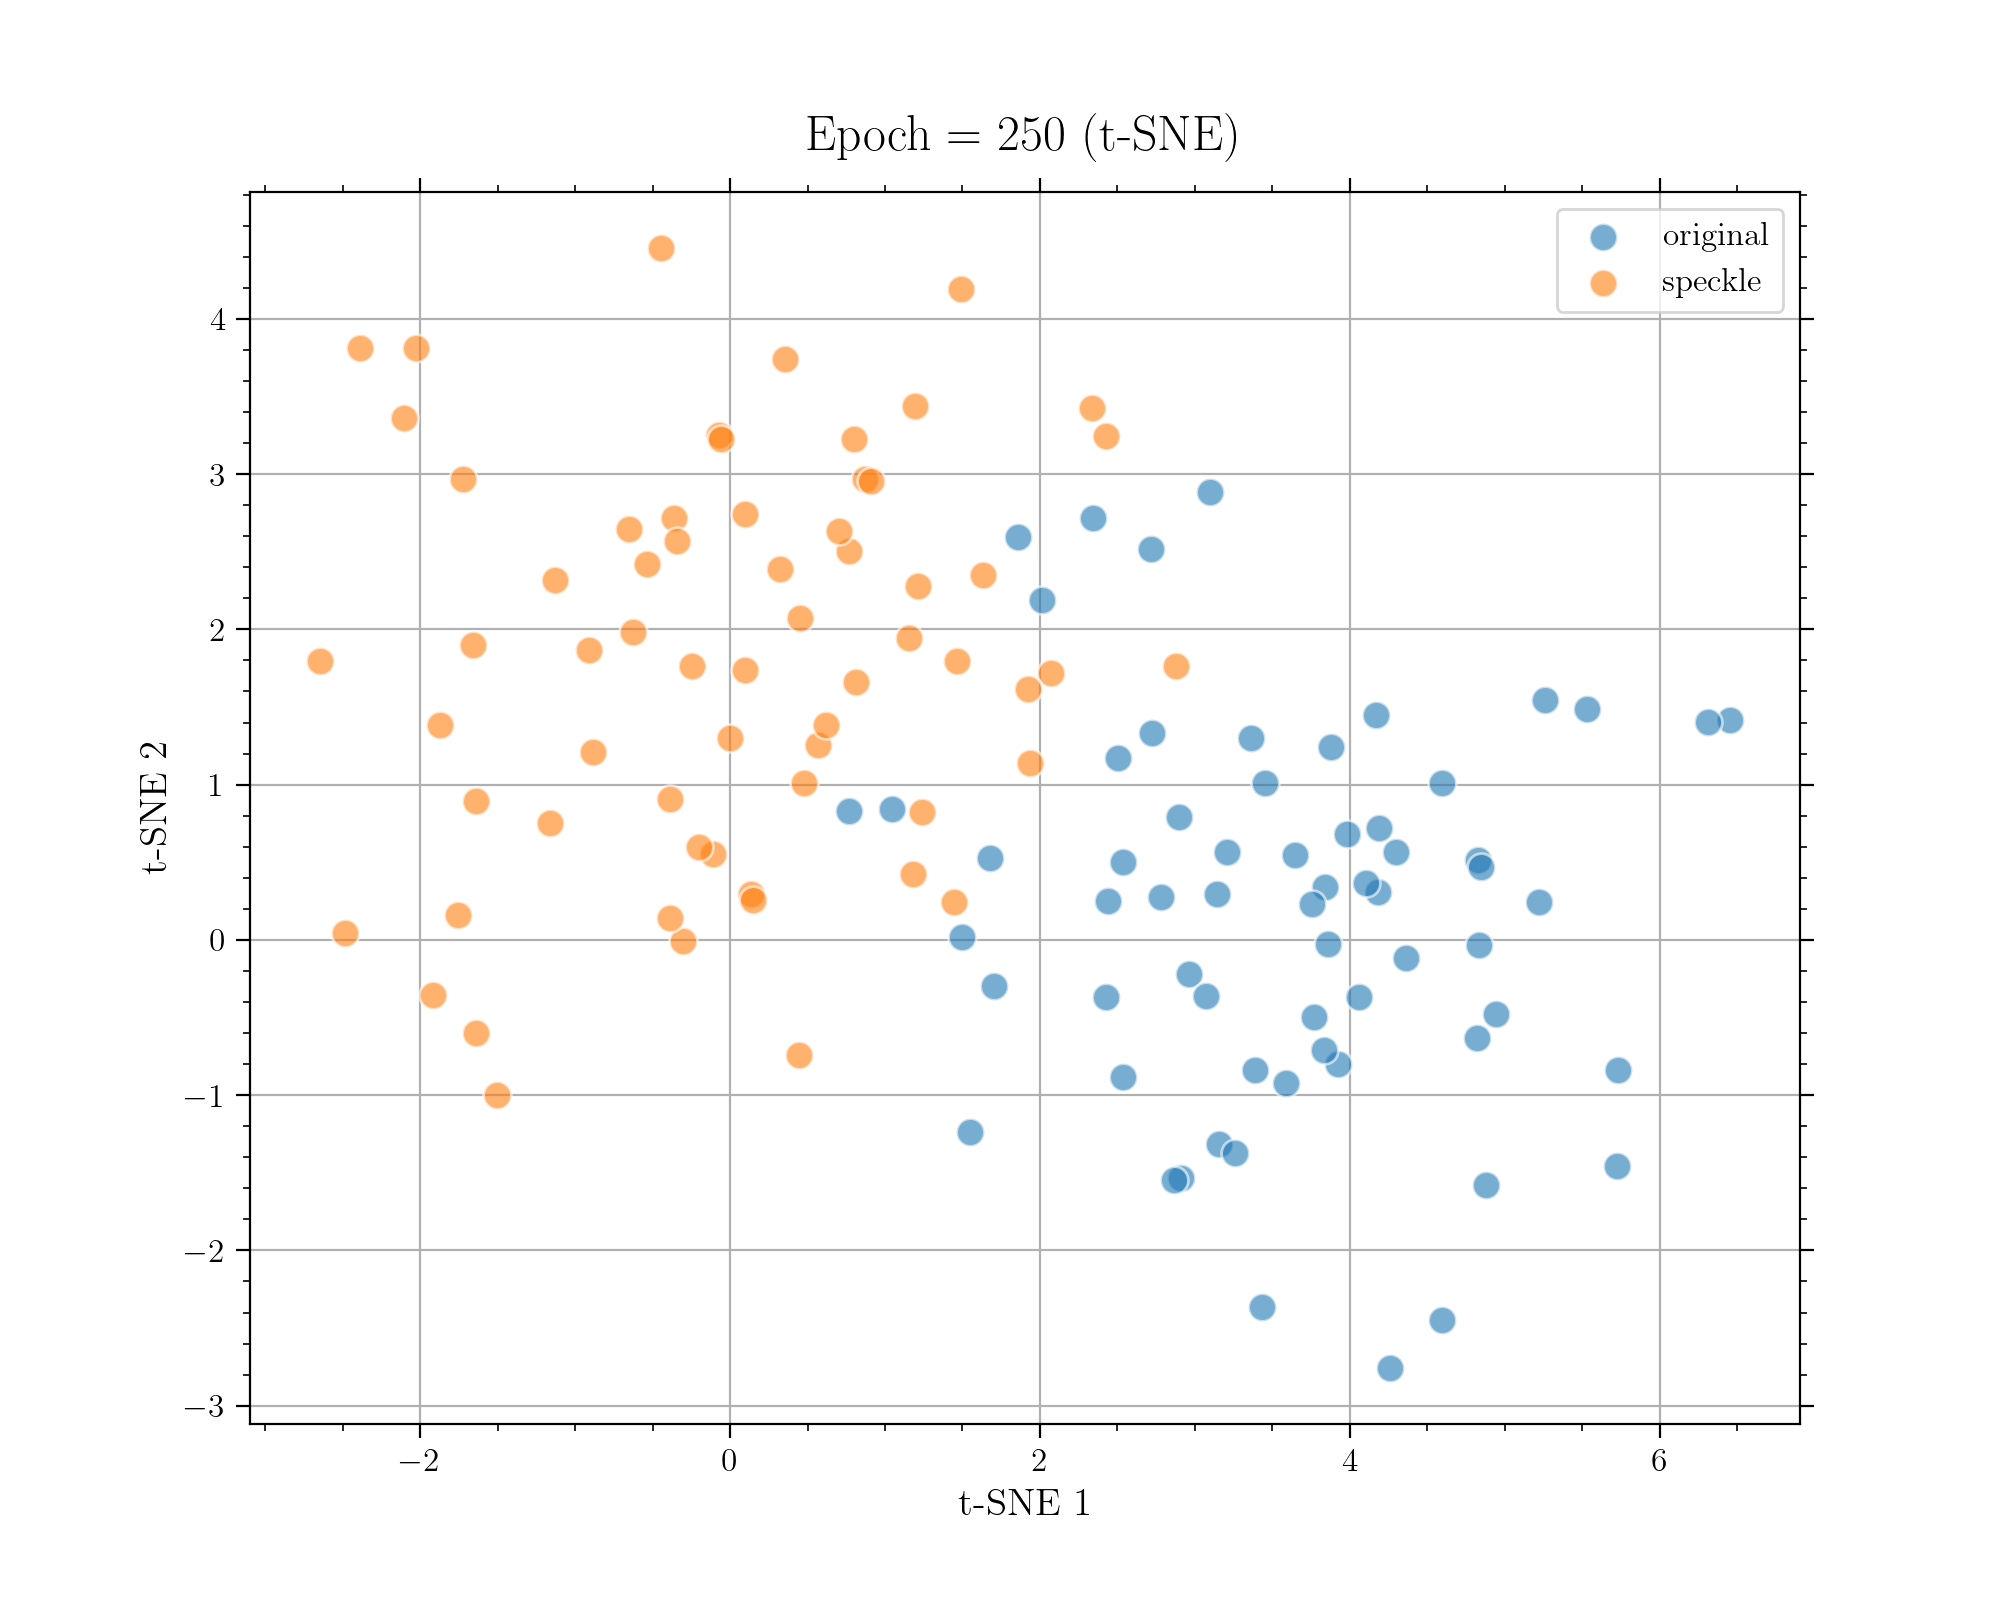 Epoch = 250 (t-SNE)
original
speckle
4
3
2
1
0
−1
−2
−3
t-SNE 2
−2
0
2
4
6
t-SNE 1